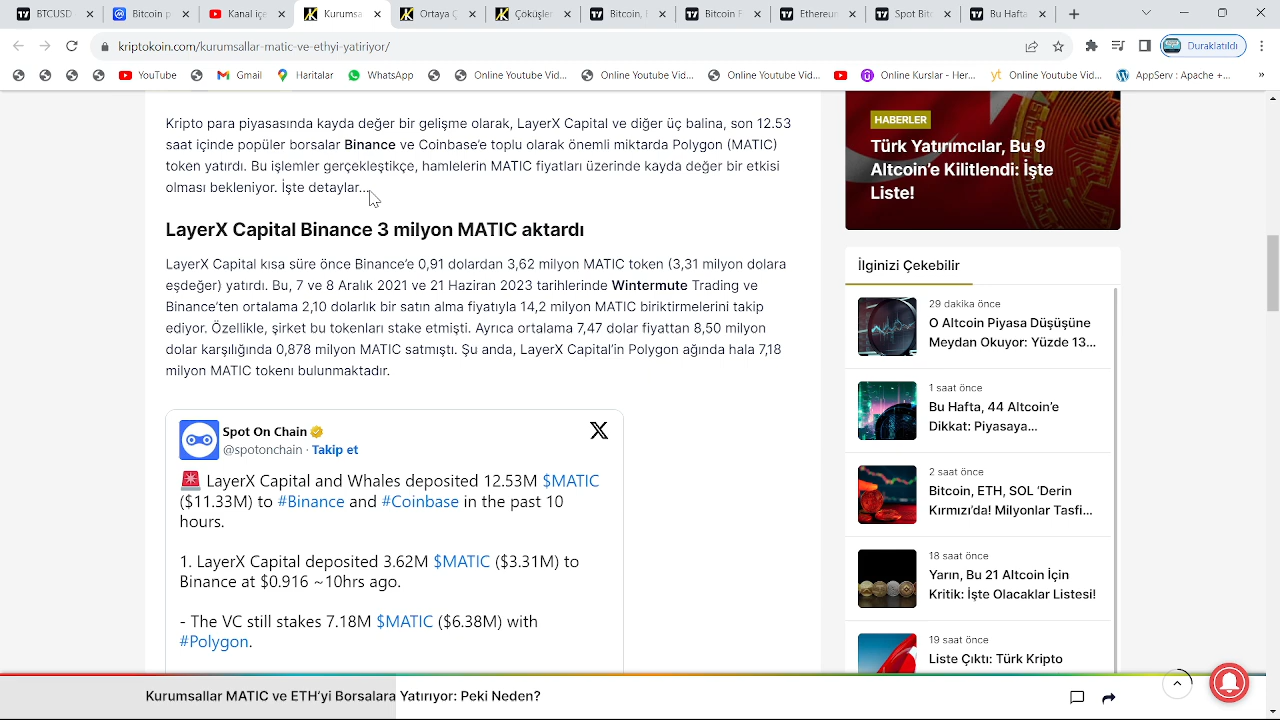 BTCUSD
Bitcoin p
Kanal içe
Kurumsa
Ortaya Ç
Çöküşle
Bitcoin,
Bitcoin E
Ethereun
Spot Bitc
Bu Hafta
kriptokoin.com/kurumsallar-matic-ve-ethyi-yatiriyor/
Duraklatıldı
YouTube
Gmail
Haritalar
WhatsApp
Online Youtube Vid...
Online Youtube Vid...
Online Youtube Vid...
Online Kurslar - Her...
yt Online Youtube Vid...
AppServ : Apache +...
Kripto para piyasasında kayda değer bir gelişme olarak, LayerX Capital ve diğer üç balina, son 12.53
saat içinde popüler borsalar Binance ve Coinbase'e toplu olarak önemli miktarda Polygon (MATIC)
token yatırdı. Bu işlemler gerçekleştikçe, hamlelerin MATIC fiyatları üzerinde kayda değer bir etkisi
olması bekleniyor. İşte detaylar...
LayerX Capital Binance 3 milyon MATIC aktardı
LayerX Capital kısa süre önce Binance'e 0,91 dolardan 3,62 milyon MATIC token (3,31 milyon dolara
eşdeğer) yatırdı. Bu, 7 ve 8 Aralık 2021 ve 21 Haziran 2023 tarihlerinde Wintermute Trading ve
Binance'ten ortalama 2,10 dolarlık bir satın alma fiyatıyla 14,2 milyon MATIC biriktirmelerini takip
ediyor. Özellikle, şirket bu tokenları stake etmişti. Ayrıca ortalama 7,47 dolar fiyattan 8,50 milyon
dolar karşılığında 0,878 milyon MATIC satmıştı. Şu anda, LayerX Capital'in Polygon ağında hala 7,18
milyon MATIC tokenı bulunmaktadır.
Spot On Chain
@spotonchain · Takip et
LayerX Capital and Whales deposited 12.53M $MATIC
($11.33M) to #Binance and #Coinbase in the past 10
hours.
1. LayerX Capital deposited 3.62M $MATIC ($3.31M) to
Binance at $0.916 ~10hrs ago.
- The VC still stakes 7.18M $MATIC ($6.38M) with
#Polygon.
HABERLER
Türk Yatırımcılar, Bu 9
Altcoin'e Kilitlendi: İşte
Liste!
İlginizi Çekebilir
29 dakika önce
O Altcoin Piyasa Düşüşüne
Meydan Okuyor: Yüzde 13...
1 saat önce
Bu Hafta, 44 Altcoin'e
Dikkat: Piyasaya...
2 saat önce
Bitcoin, ETH, SOL 'Derin
Kırmızı'da! Milyonlar Tasfi...
18 saat önce
Yarın, Bu 21 Altcoin İçin
Kritik: İşte Olacaklar Listesi!
19 saat önce
Liste Çıktı: Türk Kripto
Kurumsallar MATIC ve ETH'yi Borsalara Yatırıyor: Peki Neden?